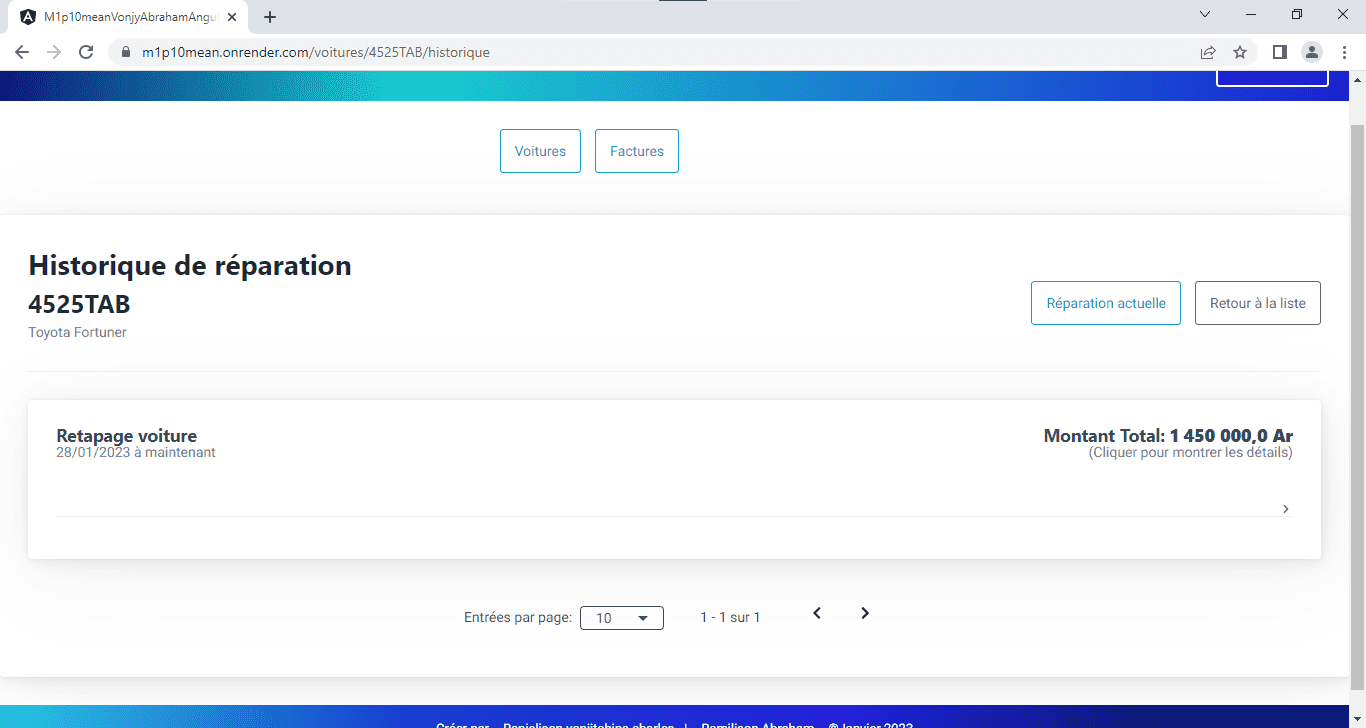 M1p10meanVonjyAbrahamAngu
m1p10mean.onrender.com/voitures/4525TAB/historique
Voitures Factures
Historique de réparation
4525TAB
Toyota Fortuner
Réparation actuelle Retour à la liste
Retapage voiture Montant Total: 1 450 000,0 Ar
28/01/2023 à maintenant (Cliquer pour montrer les détails)
Entrées par page: 10 1 - 1 sur 1
Créer par |